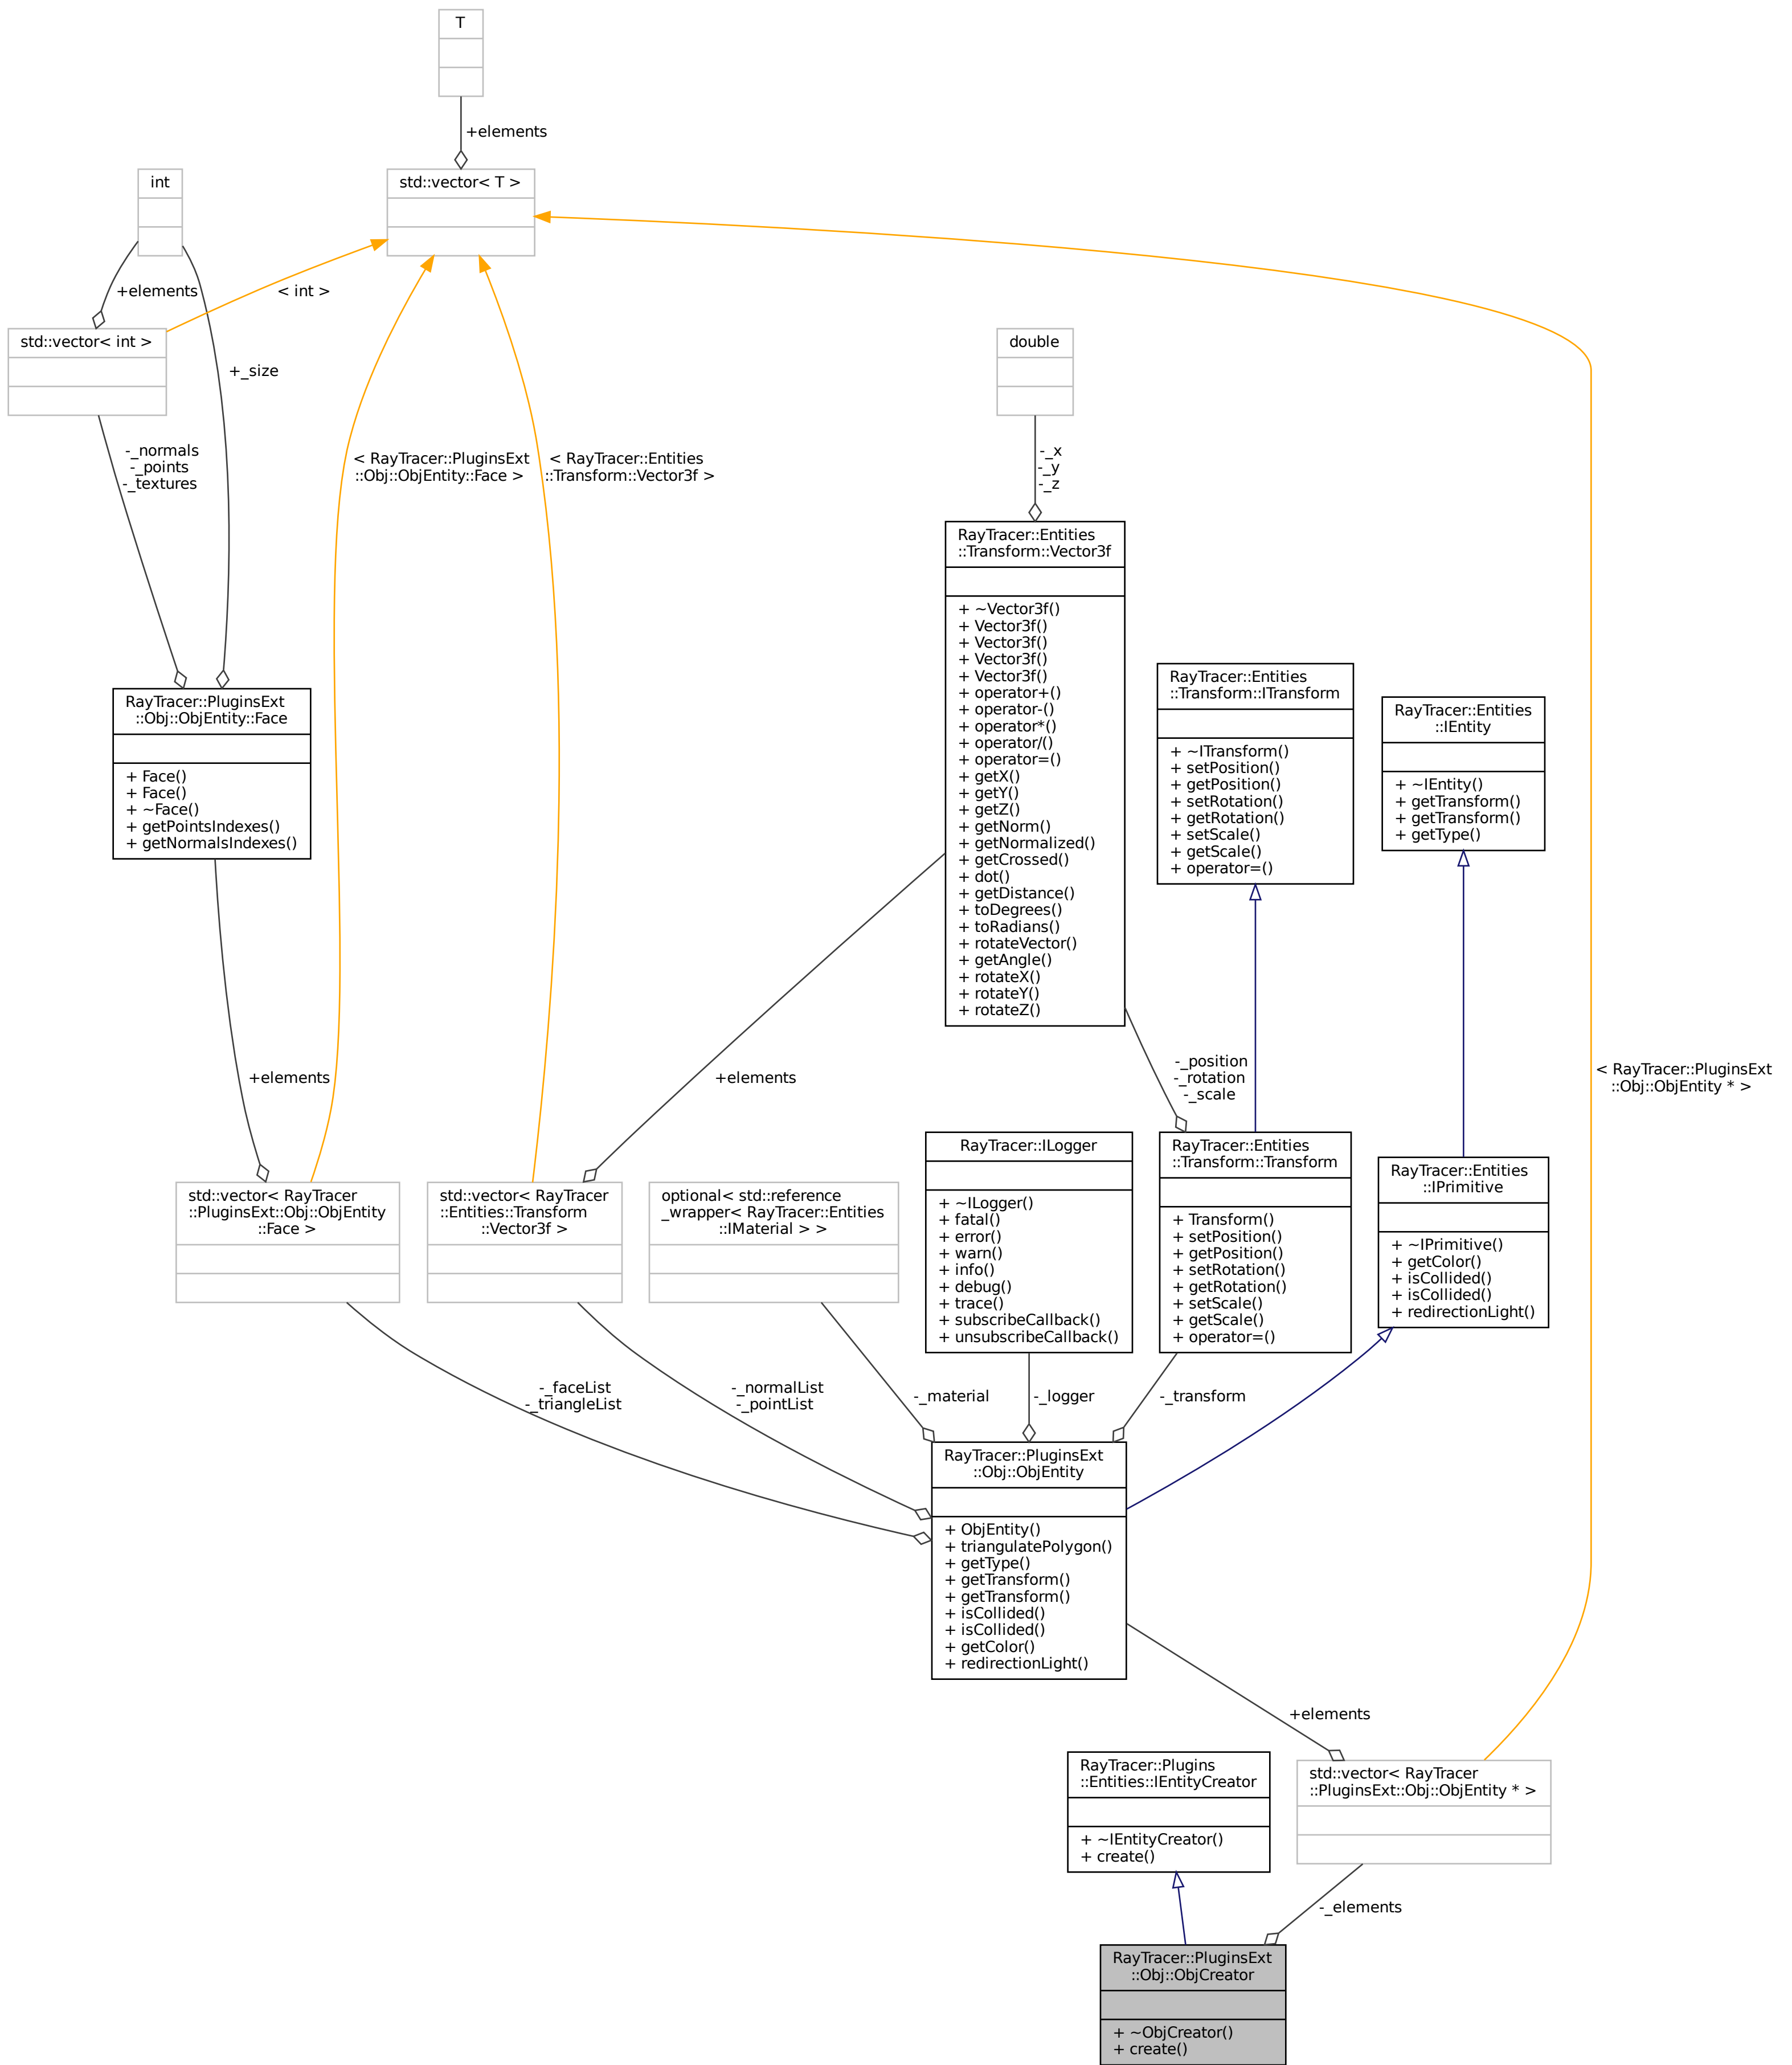 T
+elements
int
std::vector< T >
+elements
< int >
std::vector< int >
+_size
double
-_normals
-_points
-_textures
< RayTracer::PluginsExt
::Obj::ObjEntity::Face >
< RayTracer::Entities
::Transform::Vector3f >
-_x
-_y
-_z
RayTracer::Entities
::Transform::Vector3f
+ ~Vector3f()
+ Vector3f()
+ Vector3f()
+ Vector3f()
+ Vector3f()
+ operator+()
+ operator-()
+ operator*()
+ operator/()
+ operator=()
+ getX()
+ getY()
+ getZ()
+ getNorm()
+ getNormalized()
+ getCrossed()
+ dot()
+ getDistance()
+ toDegrees()
+ toRadians()
+ rotateVector()
+ getAngle()
+ rotateX()
+ rotateY()
+ rotateZ()
RayTracer::Entities
::Transform::ITransform
+ ~ITransform()
+ setPosition()
+ getPosition()
+ setRotation()
+ getRotation()
+ setScale()
+ getScale()
+ operator=()
RayTracer::Entities
::IEntity
+ ~IEntity()
+ getTransform()
+ getTransform()
+ getType()
RayTracer::PluginsExt
::Obj::ObjEntity::Face
+ Face()
+ Face()
+ ~Face()
+ getPointsIndexes()
+ getNormalsIndexes()
+elements
+elements
-_position
-_rotation
-_scale
< RayTracer::PluginsExt
::Obj::ObjEntity * >
std::vector< RayTracer
::PluginsExt::Obj::ObjEntity
::Face >
std::vector< RayTracer
::Entities::Transform
::Vector3f >
optional< std::reference
_wrapper< RayTracer::Entities
::IMaterial > >
RayTracer::ILogger
+ ~ILogger()
+ fatal()
+ error()
+ warn()
+ info()
+ debug()
+ trace()
+ subscribeCallback()
+ unsubscribeCallback()
RayTracer::Entities
::Transform::Transform
+ Transform()
+ setPosition()
+ getPosition()
+ setRotation()
+ getRotation()
+ setScale()
+ getScale()
+ operator=()
RayTracer::Entities
::IPrimitive
+ ~IPrimitive()
+ getColor()
+ isCollided()
+ isCollided()
+ redirectionLight()
-_faceList
-_triangleList
-_normalList
-_pointList
-_material
-_logger
-_transform
RayTracer::PluginsExt
::Obj::ObjEntity
+ ObjEntity()
+ triangulatePolygon()
+ getType()
+ getTransform()
+ getTransform()
+ isCollided()
+ isCollided()
+ getColor()
+ redirectionLight()
+elements
RayTracer::Plugins
::Entities::IEntityCreator
+ ~IEntityCreator()
+ create()
std::vector< RayTracer
::PluginsExt::Obj::ObjEntity * >
-_elements
RayTracer::PluginsExt
::Obj::ObjCreator
+ ~ObjCreator()
+ create()